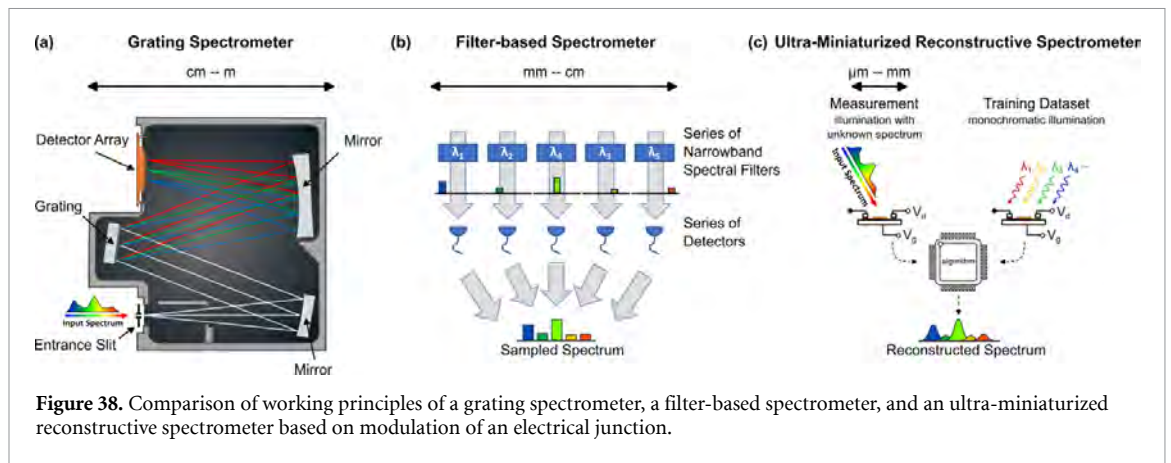 (a) Grating Spectrometer
cm -- m
Detector Array
Mirror
Grating
Input Spectrum
Entrance Slit
Mirror
(b) Filter-based Spectrometer
mm -- cm
λ₁ λ₂ λ₄ λ₃ λ₅
Series of
Narrowband
Spectral Filters
Series of
Detectors
Sampled Spectrum
(c) Ultra-Miniaturized Reconstructive Spectrometer
μm -- mm
Measurement
illumination with
unknown spectrum
Training Dataset
monochromatic illumination
Input Spectrum
λ₁ λ₂ λ₃ λ₄ ...
Vd
Vg
Vd
Vg
algorithm
Reconstructed Spectrum
Figure 38. Comparison of working principles of a grating spectrometer, a filter-based spectrometer, and an ultra-miniaturized
reconstructive spectrometer based on modulation of an electrical junction.